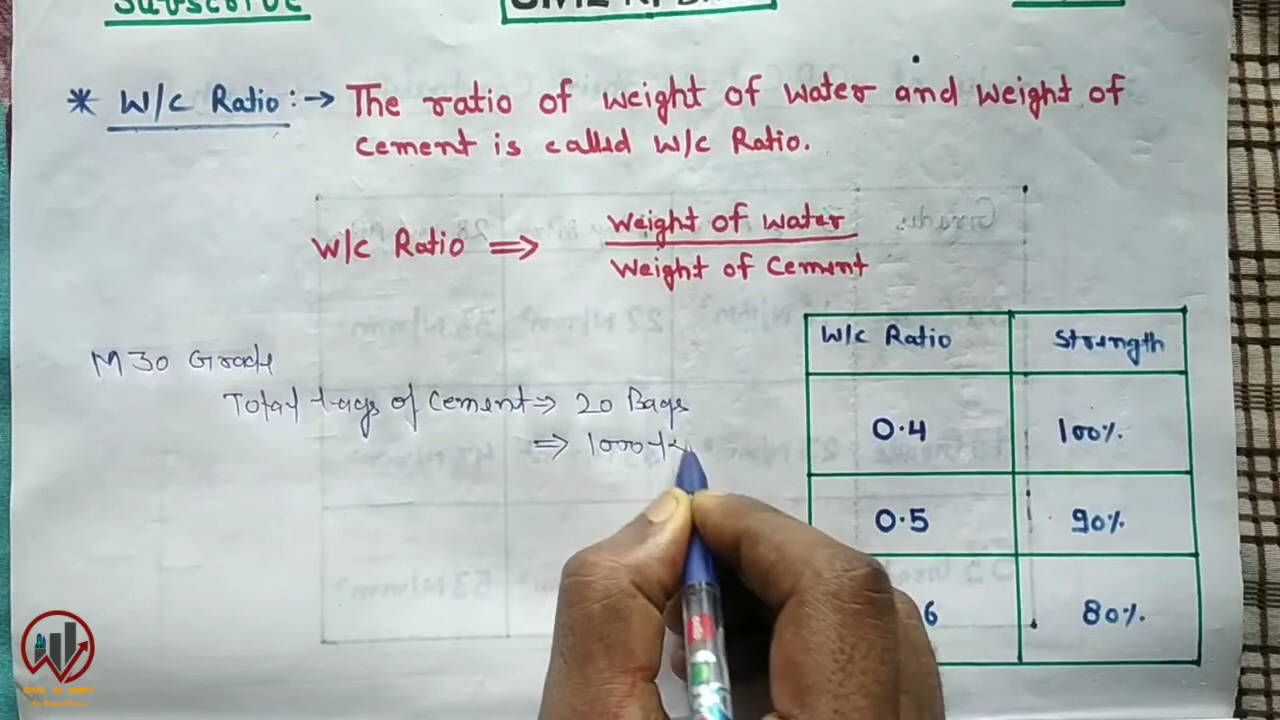 Subscribe
* W/c Ratio :→ The ratio of weight of water and weight of
cement is called w/c Ratio.
W/c Ratio ⇒ Weight of water
Weight of Cement
M30 Grade
Total bags of Cement ⇒ 20 Bags
⇒ 1000 K
W/c Ratio Strength
0.4 100%
0.5 90%
6 80%